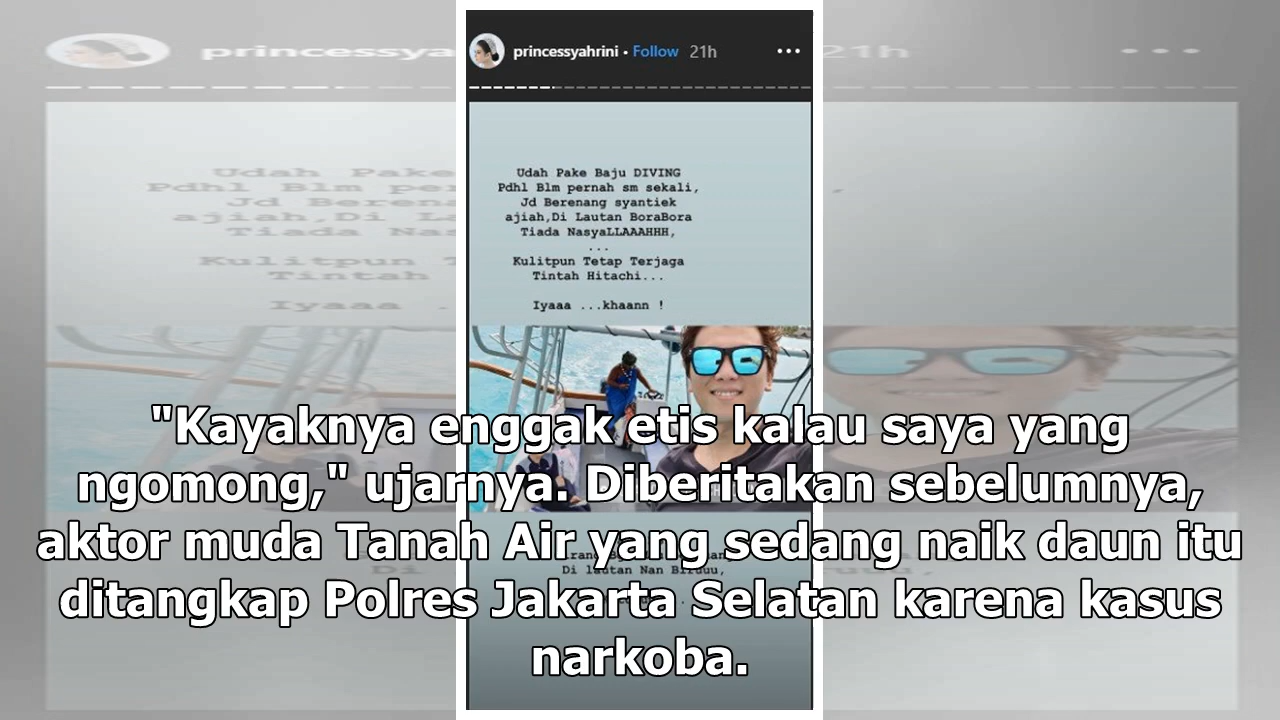 princessyahrini • Follow 21h
Udah Pake Baju DIVING
Pdhl Blm pernah sm sekali,
Jd Berenang syantiek
ajiah,Di Lautan BoraBora
Tiada NasyaLLAAAHHH,
...
Kulitpun Tetap Terjaga
Tintah Hitachi...
Iyaaa ...khaann !
"Kayaknya enggak etis kalau saya yang
ngomong," ujarnya. Diberitakan sebelumnya,
aktor muda Tanah Air yang sedang naik daun itu
Di lautan Nan Biruuu,
ditangkap Polres Jakarta Selatan karena kasus
narkoba.